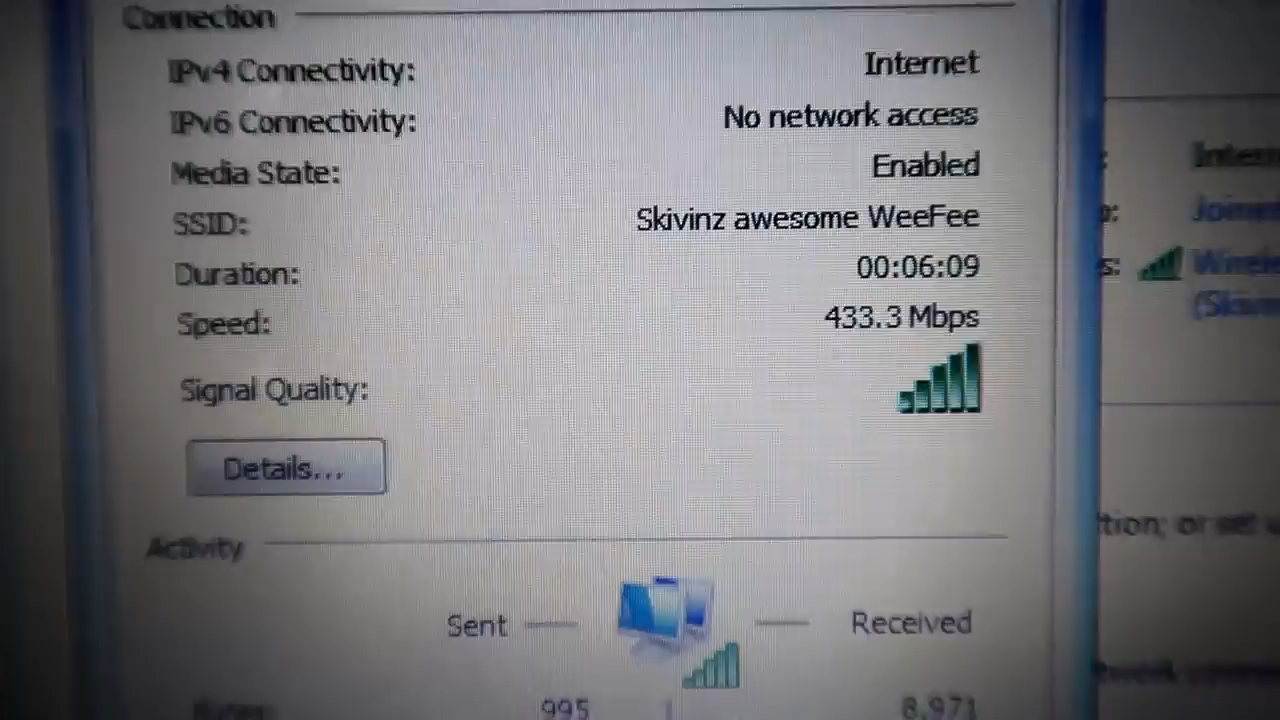 Connection
IPv4 Connectivity: Internet
IPv6 Connectivity: No network access
Media State: Enabled
SSID: Skivinz awesome WeeFee
Duration: 00:06:09
Speed: 433.3 Mbps
Signal Quality:
Details...
Activity
Sent Received
995 8,971